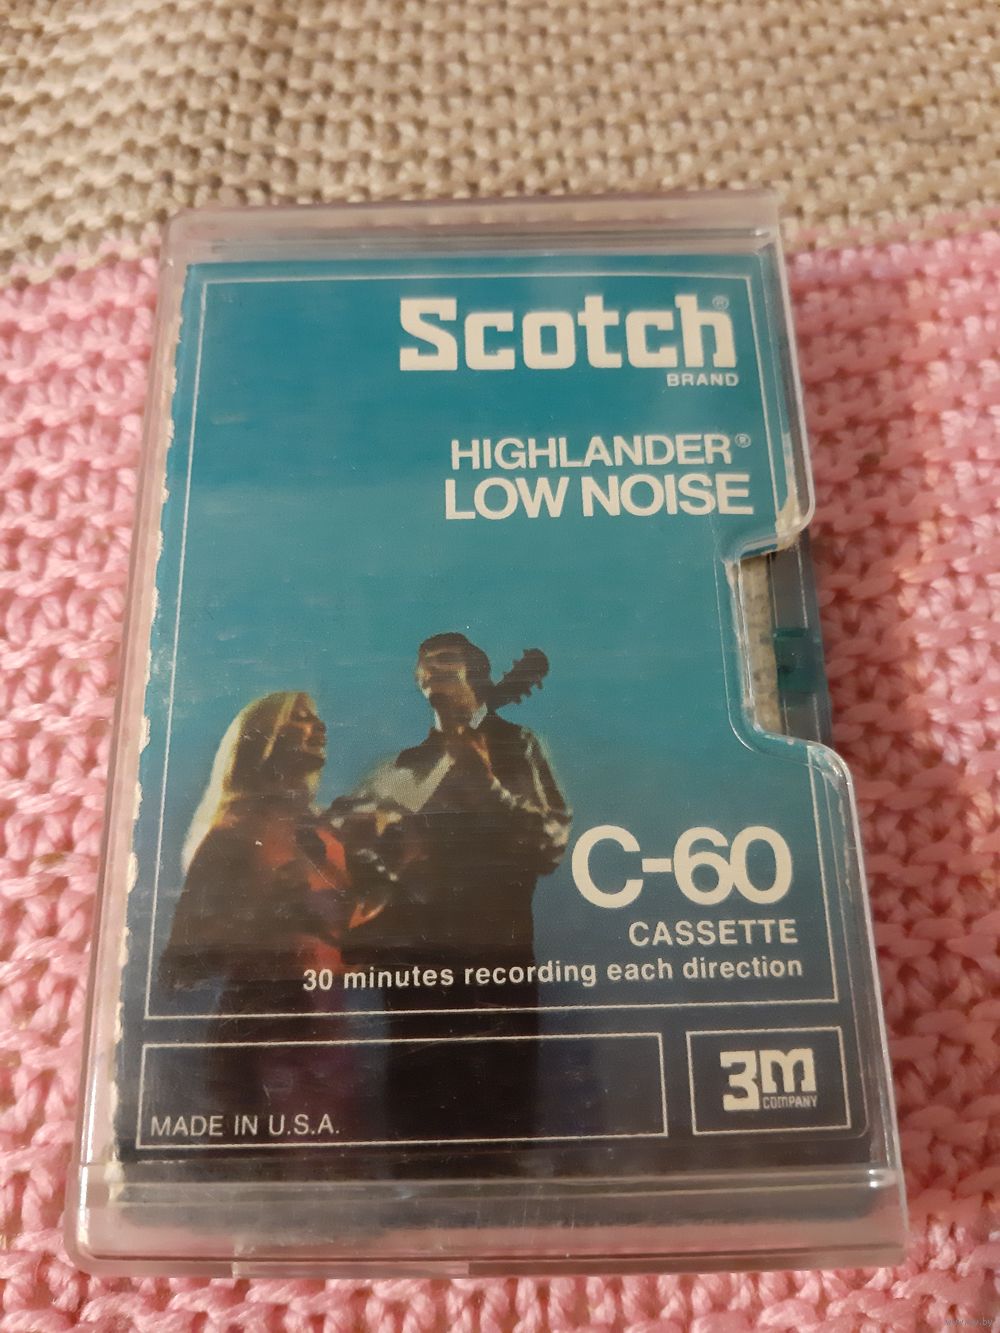 Scotch®
BRAND
HIGHLANDER®
LOW NOISE
C-60
CASSETTE
30 minutes recording each direction
MADE IN U.S.A.
3M
COMPANY